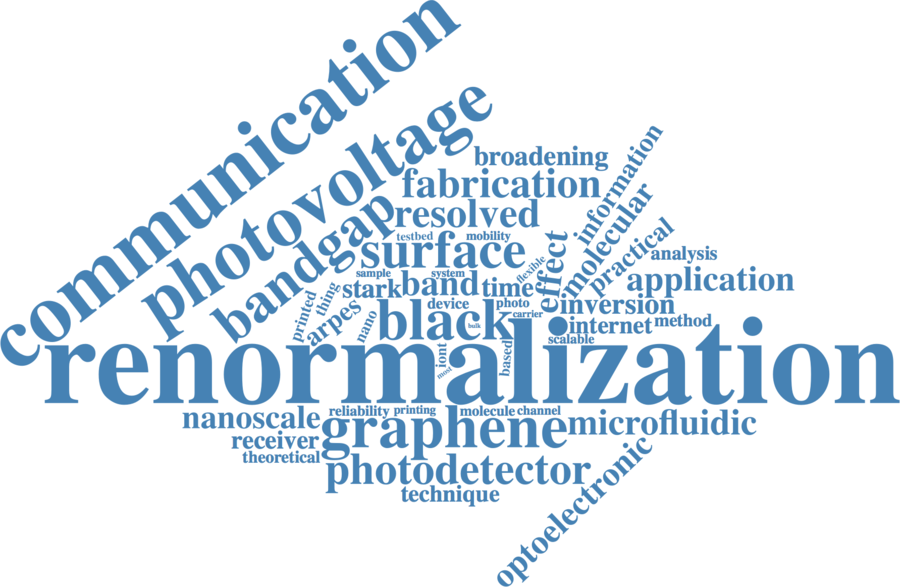 communication
photovoltage
bandgap
broadening
fabrication
resolved
information
molecular
practical
testbed
mobility
surface
effect
flexible
analysis
sample
system
application
stark
band
time
printed
thing
arpes
nano
device
photo
inversion
black
bulk
carrier
internet
method
scalable
iont
most
based
renormalization
nanoscale
reliability
printing
molecule
channel
receiver
graphene
microfluidic
theoretical
photodetector
technique
optoelectronic